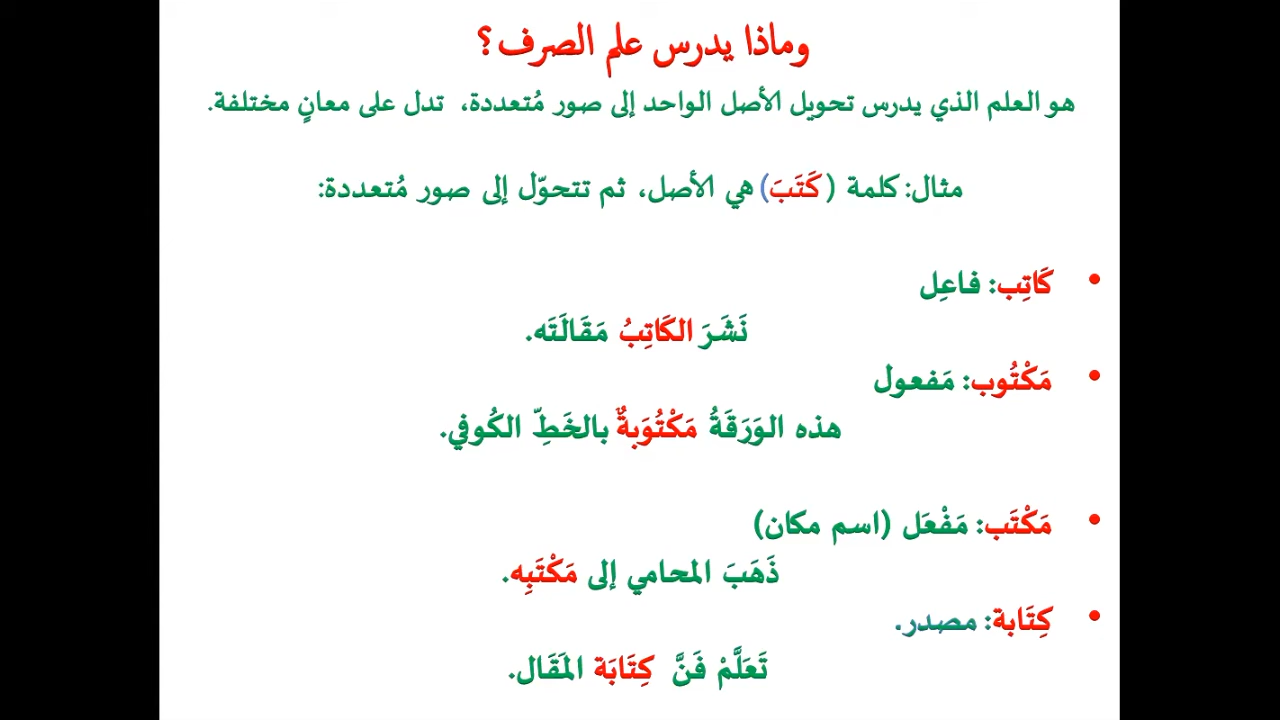 وماذا يدرس علم الصرف؟
هو العلم الذي يدرس تحويل الأصل الواحد إلى صور مُتعددة، تدل على معانٍ مختلفة.
مثال: كلمة (كَتَبَ) هي الأصل، ثم تتحوّل إلى صور مُتعددة:
• كَاتِب: فاعِل
نَشَرَ الكَاتِبُ مَقَالَتَه.
• مَكْتُوب: مَفعول
هذه الوَرَقَةُ مَكْتُوَبِةٌ بالخَطِّ الكُوفي.
• مَكْتَب: مَفْعَل (اسم مكان)
ذَهَبَ المحامي إلى مَكْتَبِه.
• كِتَابة: مصدر.
تَعَلَّمْ فَنَّ كِتَابَة المَقَال.